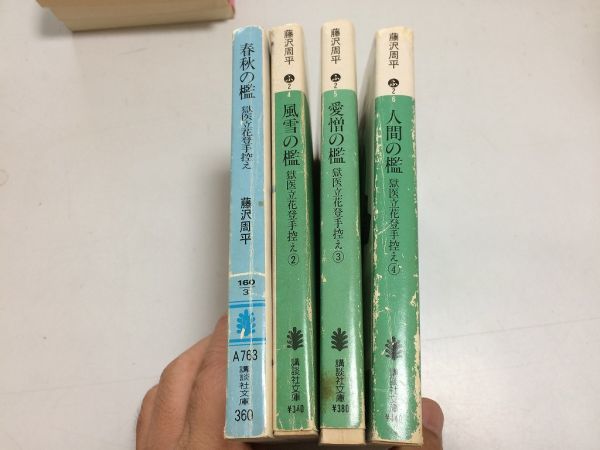 春秋の檻
獄医立花登手控え
藤沢周平
160
3
A763
講談社文庫
360
藤沢周平
ふ
2
4
風雪の檻
獄医立花登手控え②
講談社文庫
¥340
藤沢周平
ふ
2
5
愛憎の檻
獄医立花登手控え③
講談社文庫
¥380
藤沢周平
ふ
2
6
人間の檻
獄医立花登手控え④
講談社文庫